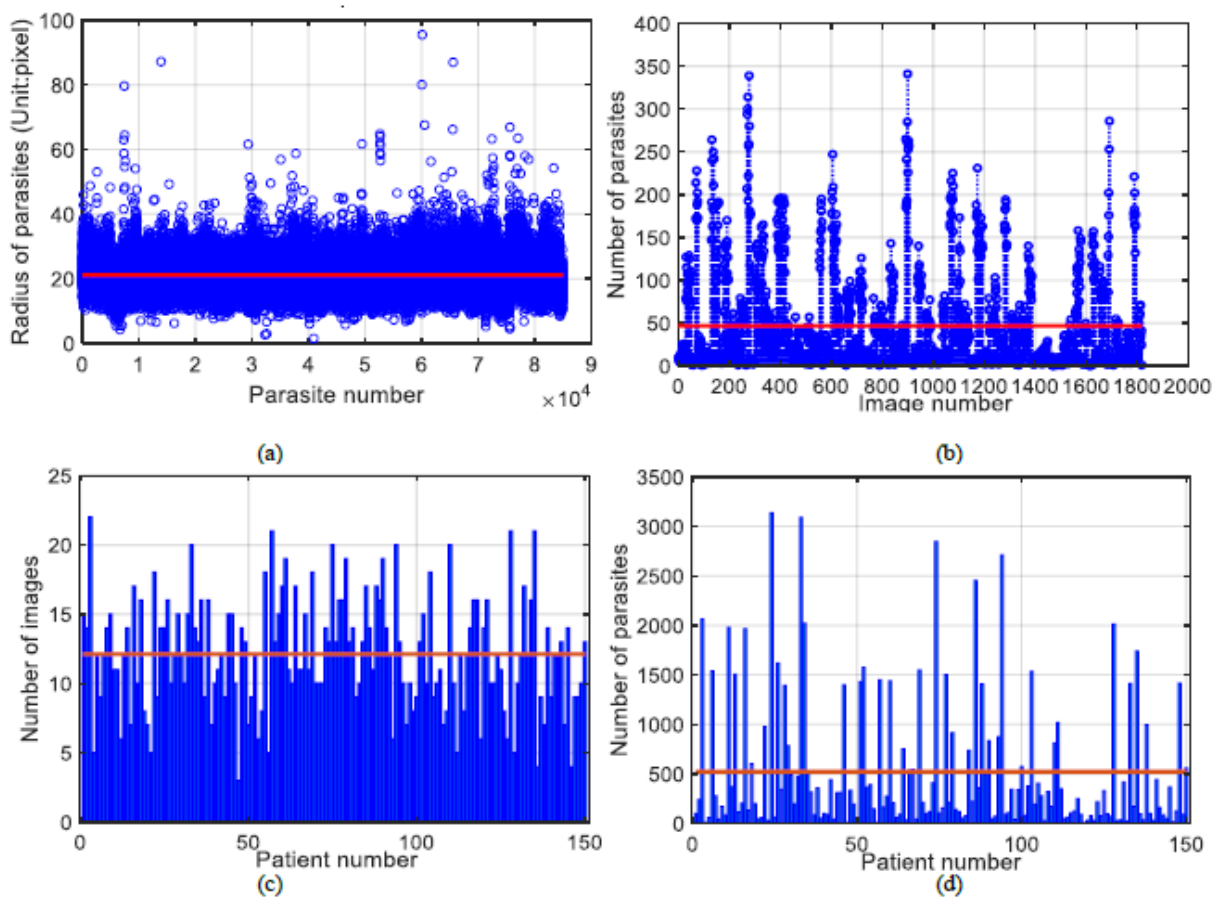 100
80
60
40
20
0
Radius of parasites (Unit:pixel)
0 1 2 3 4 5 6 7 8 9
Parasite number
×10^4
(a)
400
350
300
250
200
150
100
50
0
Number of parasites
0 200 400 600 800 1000 1200 1400 1600 1800 2000
Image number
(b)
25
20
15
10
5
0
Number of images
0 50 100 150
Patient number
(c)
3500
3000
2500
2000
1500
1000
500
0
Number of parasites
0 50 100 150
Patient number
(d)